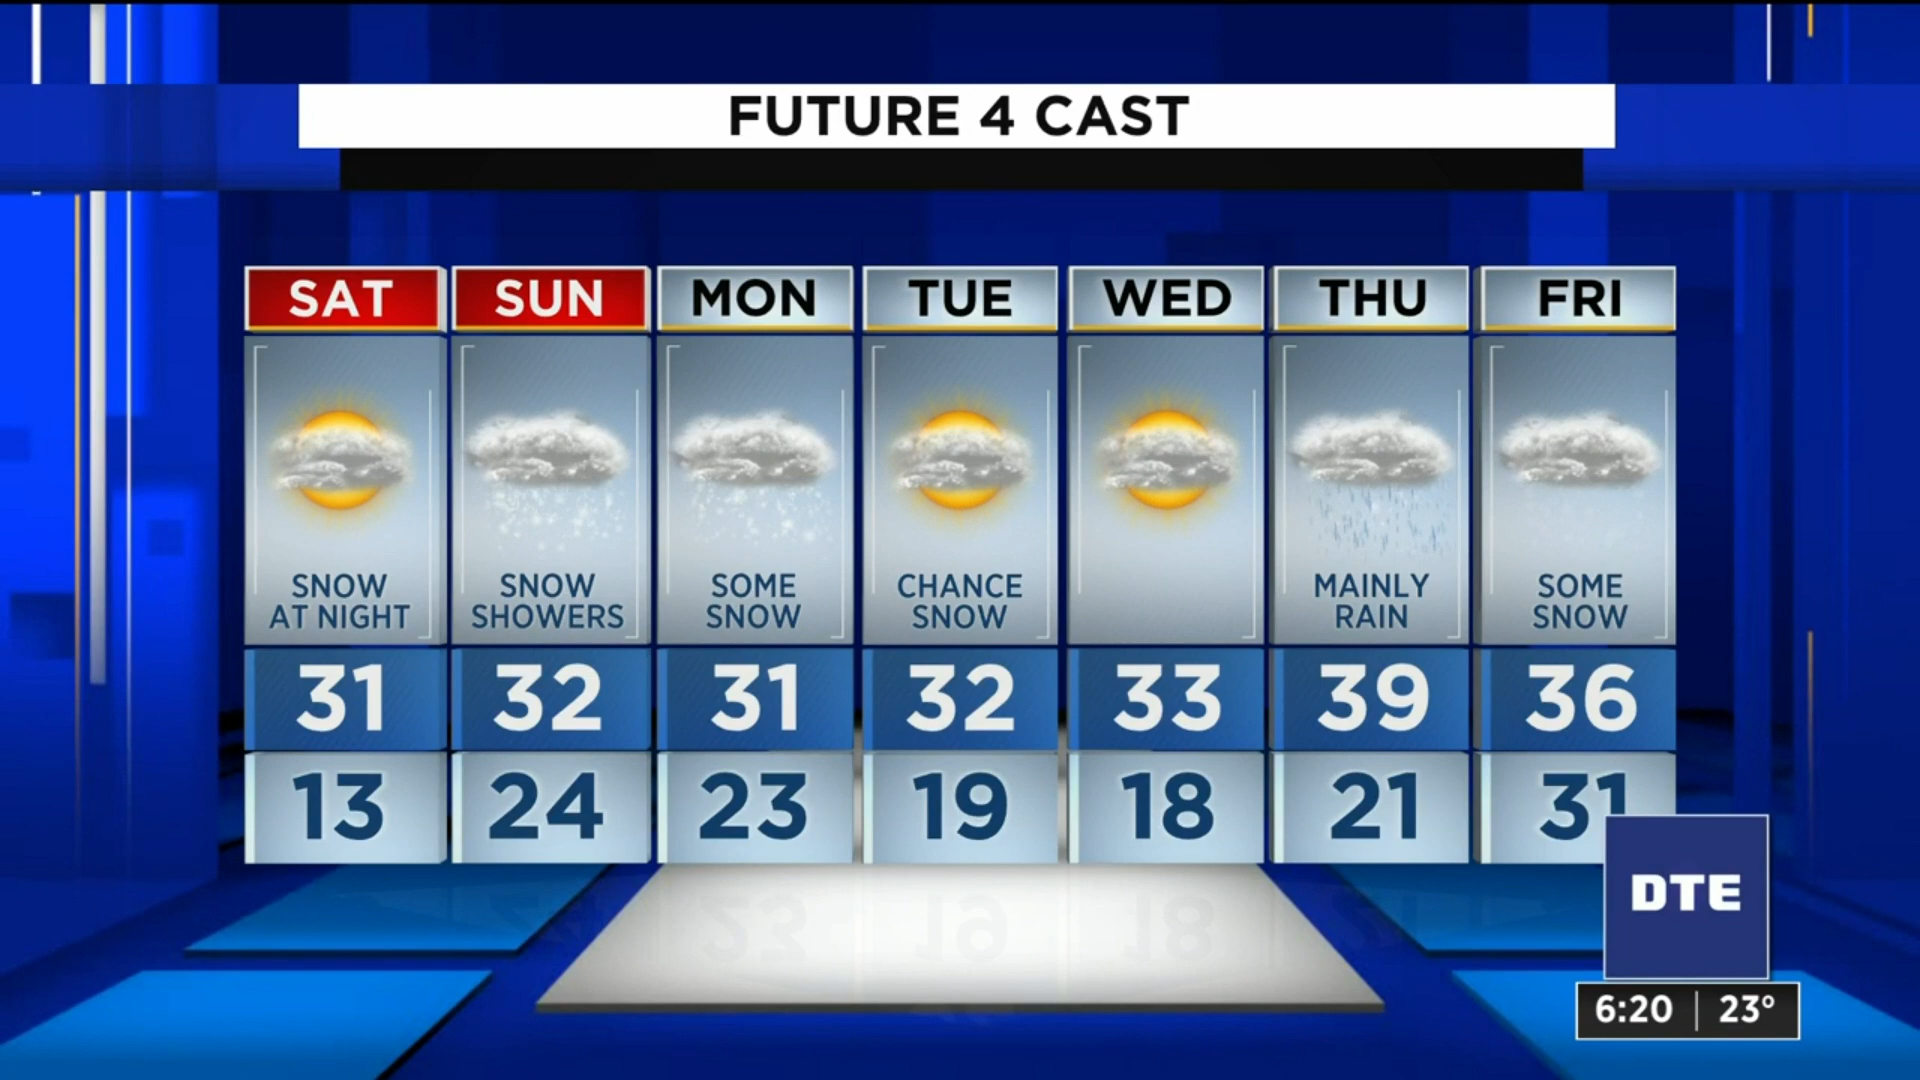 FUTURE 4 CAST
SAT SUN MON TUE WED THU FRI
SNOW AT NIGHT
SNOW SHOWERS
SOME SNOW
CHANCE SNOW
MAINLY RAIN
SOME SNOW
31 32 31 32 33 39 36
13 24 23 19 18 21 31
DTE
6:20 23°